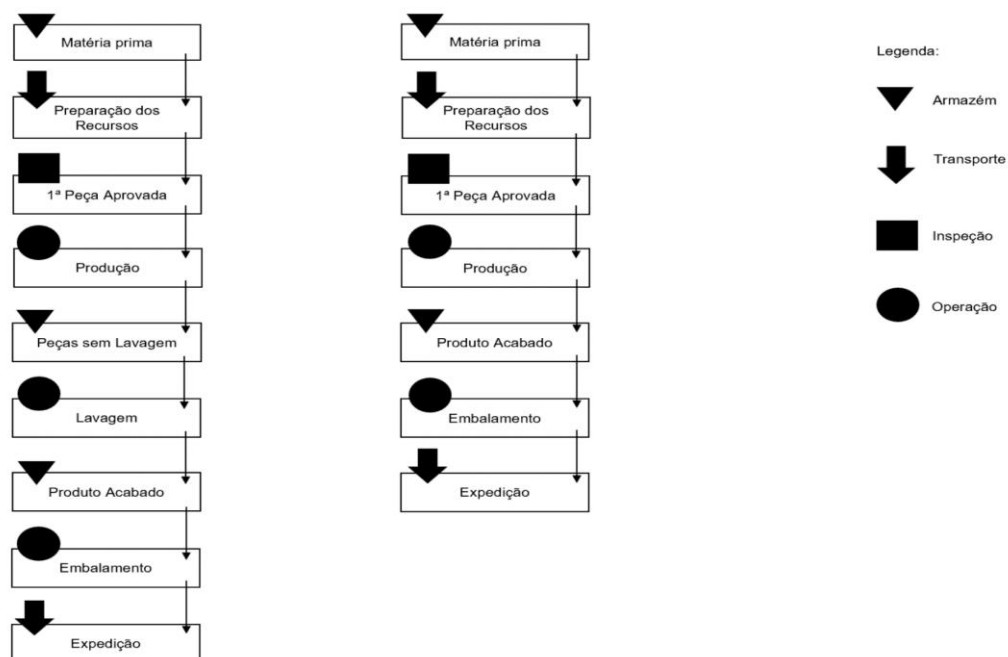 Matéria prima
Preparação dos
Recursos
1ª Peça Aprovada
Produção
Peças sem Lavagem
Lavagem
Produto Acabado
Embalamento
Expedição
Matéria prima
Preparação dos
Recursos
1ª Peça Aprovada
Produção
Produto Acabado
Embalamento
Expedição
Legenda:
Armazém
Transporte
Inspeção
Operação